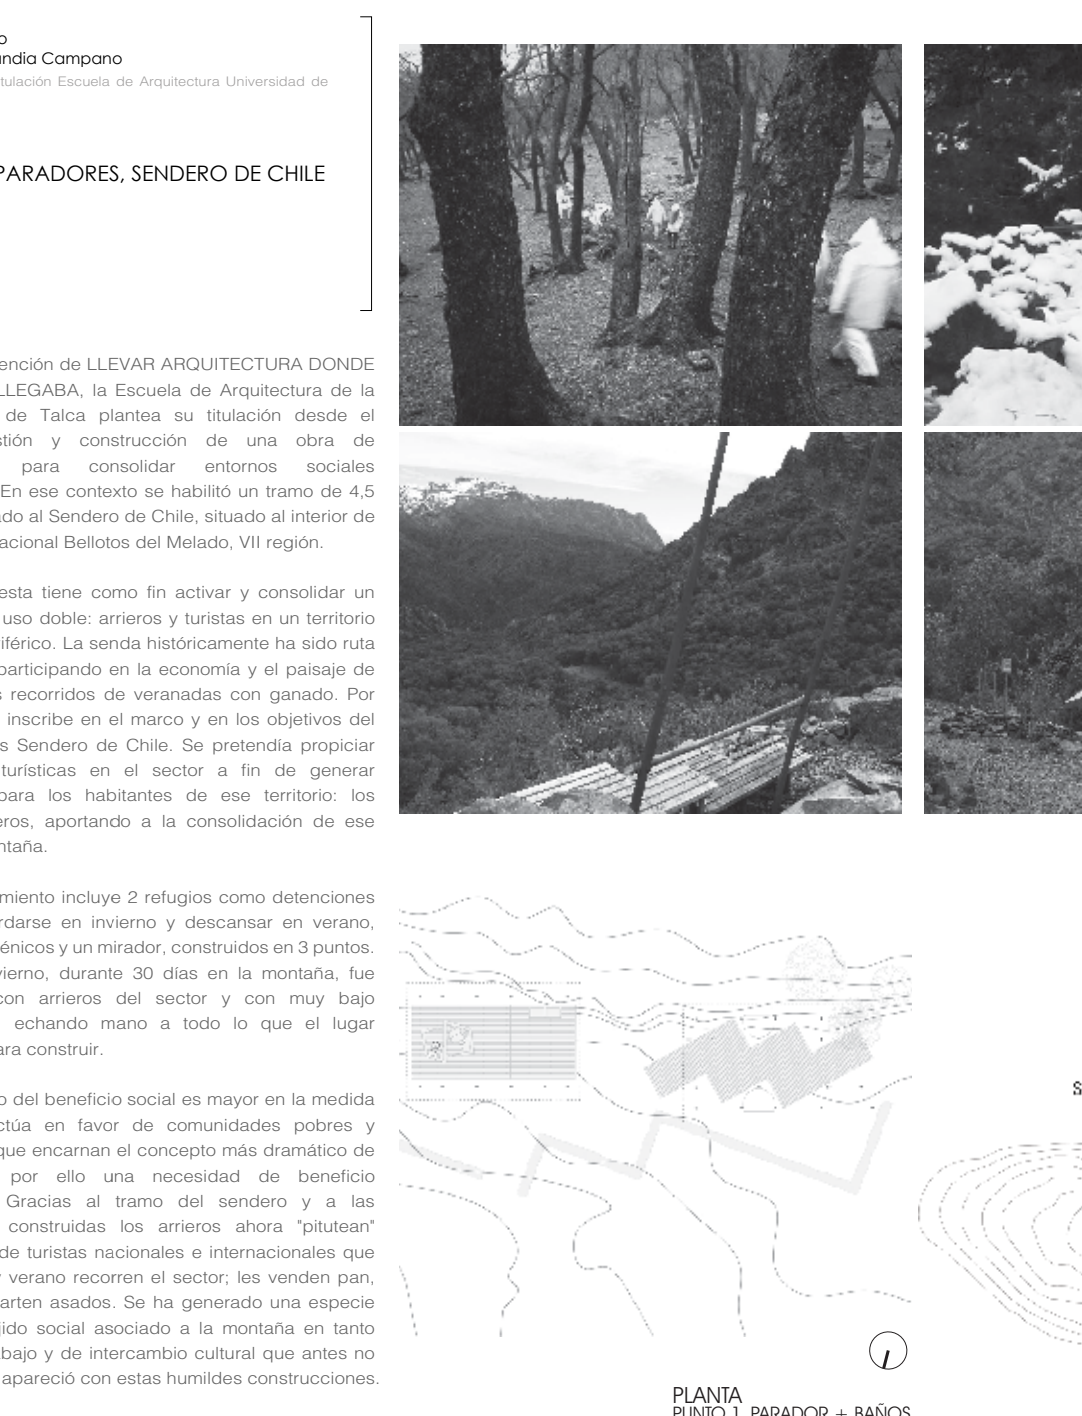 ndia Campano
tulación Escuela de Arquitectura Universidad de
PARADORES, SENDERO DE CHILE
ención de LLEVAR ARQUITECTURA DONDE
LLEGABA, la Escuela de Arquitectura de la
de Talca plantea su titulación desde el
stión y construcción de una obra de
para consolidar entornos sociales
En ese contexto se habilitó un tramo de 4,5
ado al Sendero de Chile, situado al interior de
acional Bellotos del Melado, VII región.
esta tiene como fin activar y consolidar un
uso doble: arrieros y turistas en un territorio
iférico. La senda históricamente ha sido ruta
participando en la economía y el paisaje de
s recorridos de veranadas con ganado. Por
inscribe en el marco y en los objetivos del
s Sendero de Chile. Se pretendía propiciar
turísticas en el sector a fin de generar
para los habitantes de ese territorio: los
eros, aportando a la consolidación de ese
ntaña.
miento incluye 2 refugios como detenciones
rdarse en invierno y descansar en verano,
énicos y un mirador, construidos en 3 puntos.
vierno, durante 30 días en la montaña, fue
con arrieros del sector y con muy bajo
echando mano a todo lo que el lugar
ara construir.
o del beneficio social es mayor en la medida
ctúa en favor de comunidades pobres y
que encarnan el concepto más dramático de
por ello una necesidad de beneficio
Gracias al tramo del sendero y a las
construidas los arrieros ahora "pitutean"
de turistas nacionales e internacionales que
y verano recorren el sector; les venden pan,
arten asados. Se ha generado una especie
jido social asociado a la montaña en tanto
abajo y de intercambio cultural que antes no
apareció con estas humildes construcciones.
PLANTA
PUNTO 1. PARADOR + BAÑOS